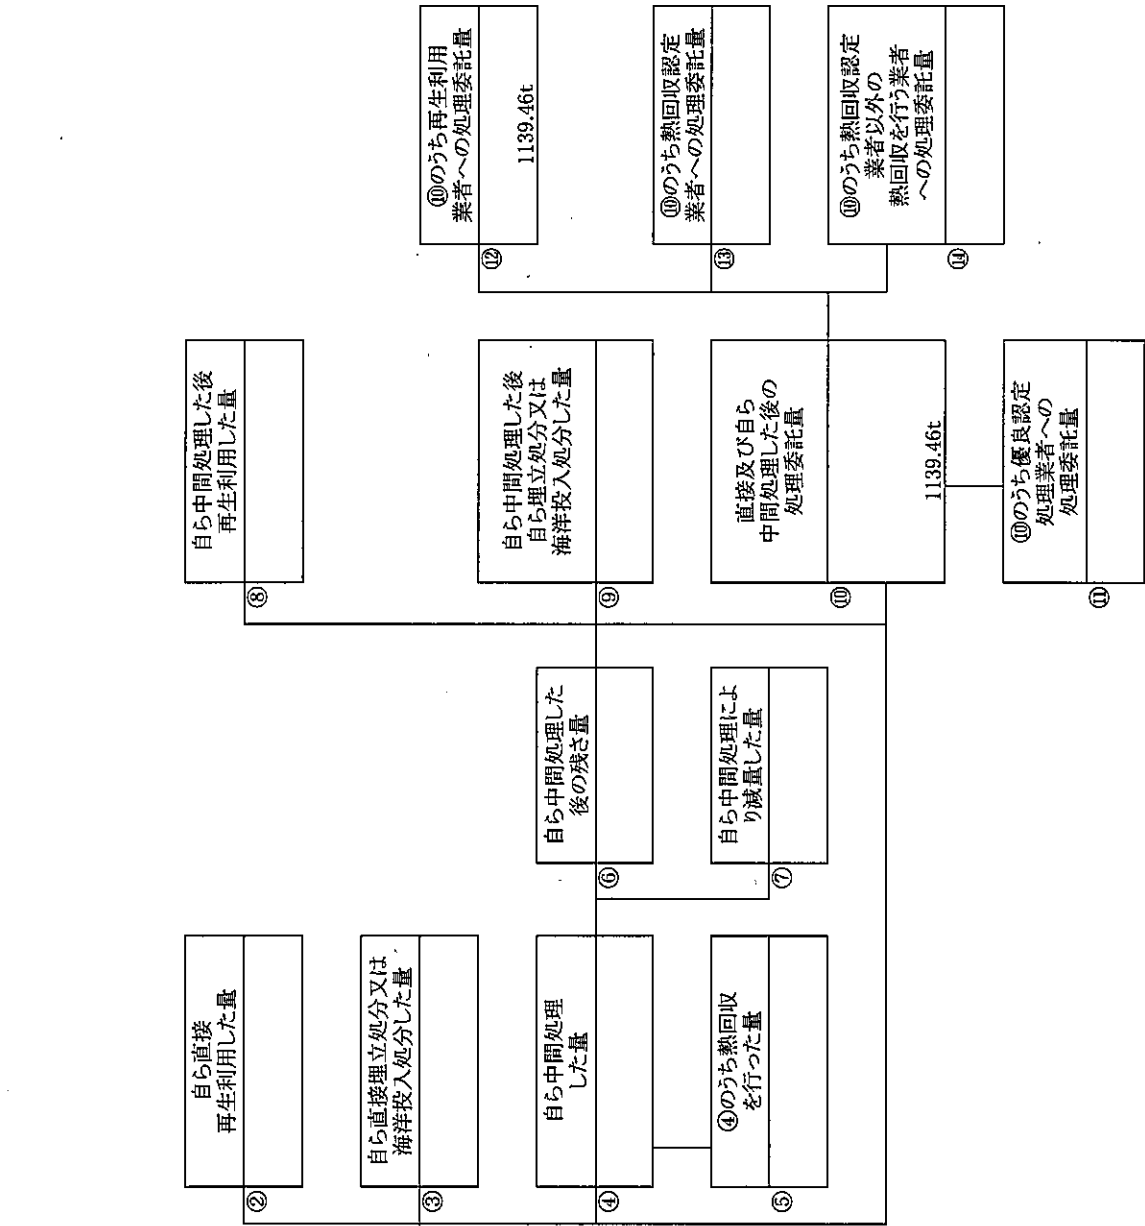 自ら直接
再生利用した量
②
自ら直接埋立処分又は
海洋投入処分した量
③
自ら中間処理
した量
④
④のうち熱回収
を行った量
⑤
自ら中間処理した
後の残さ量
⑥
自ら中間処理によ
り減量した量
⑦
自ら中間処理した後
再生利用した量
⑧
自ら中間処理した後
自ら埋立処分又は
海洋投入処分した量
⑨
直接及び自ら
中間処理した後の
処理委託量
⑩
1139.46t
⑩のうち優良認定
処理業者への
処理委託量
⑪
⑩のうち再生利用
業者への処理委託量
⑫
1139.46t
⑩のうち熱回収認定
業者への処理委託量
⑬
⑩のうち熱回収認定
業者以外の
熱回収を行う業者
への処理委託量
⑭